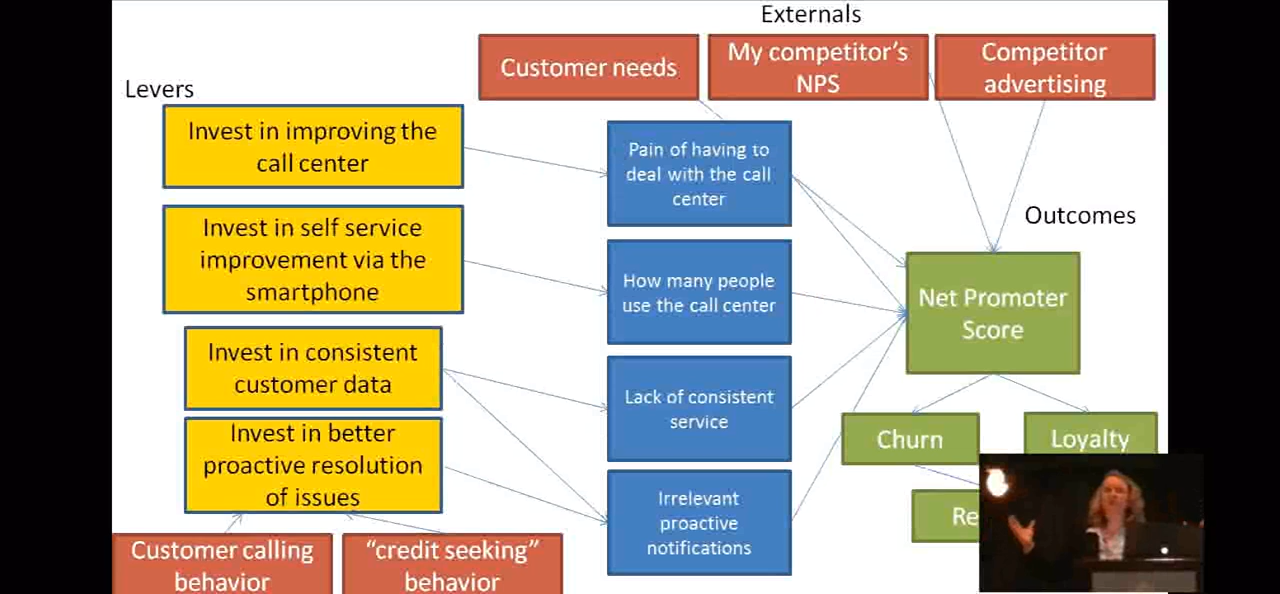 Externals
Customer needs
My competitor's
NPS
Competitor
advertising
Levers
Invest in improving the
call center
Invest in self service
improvement via the
smartphone
Invest in consistent
customer data
Invest in better
proactive resolution
of issues
Customer calling
behavior
“credit seeking”
behavior
Pain of having to
deal with the call
center
How many people
use the call center
Lack of consistent
service
Irrelevant
proactive
notifications
Outcomes
Net Promoter
Score
Churn
Loyalty
Re